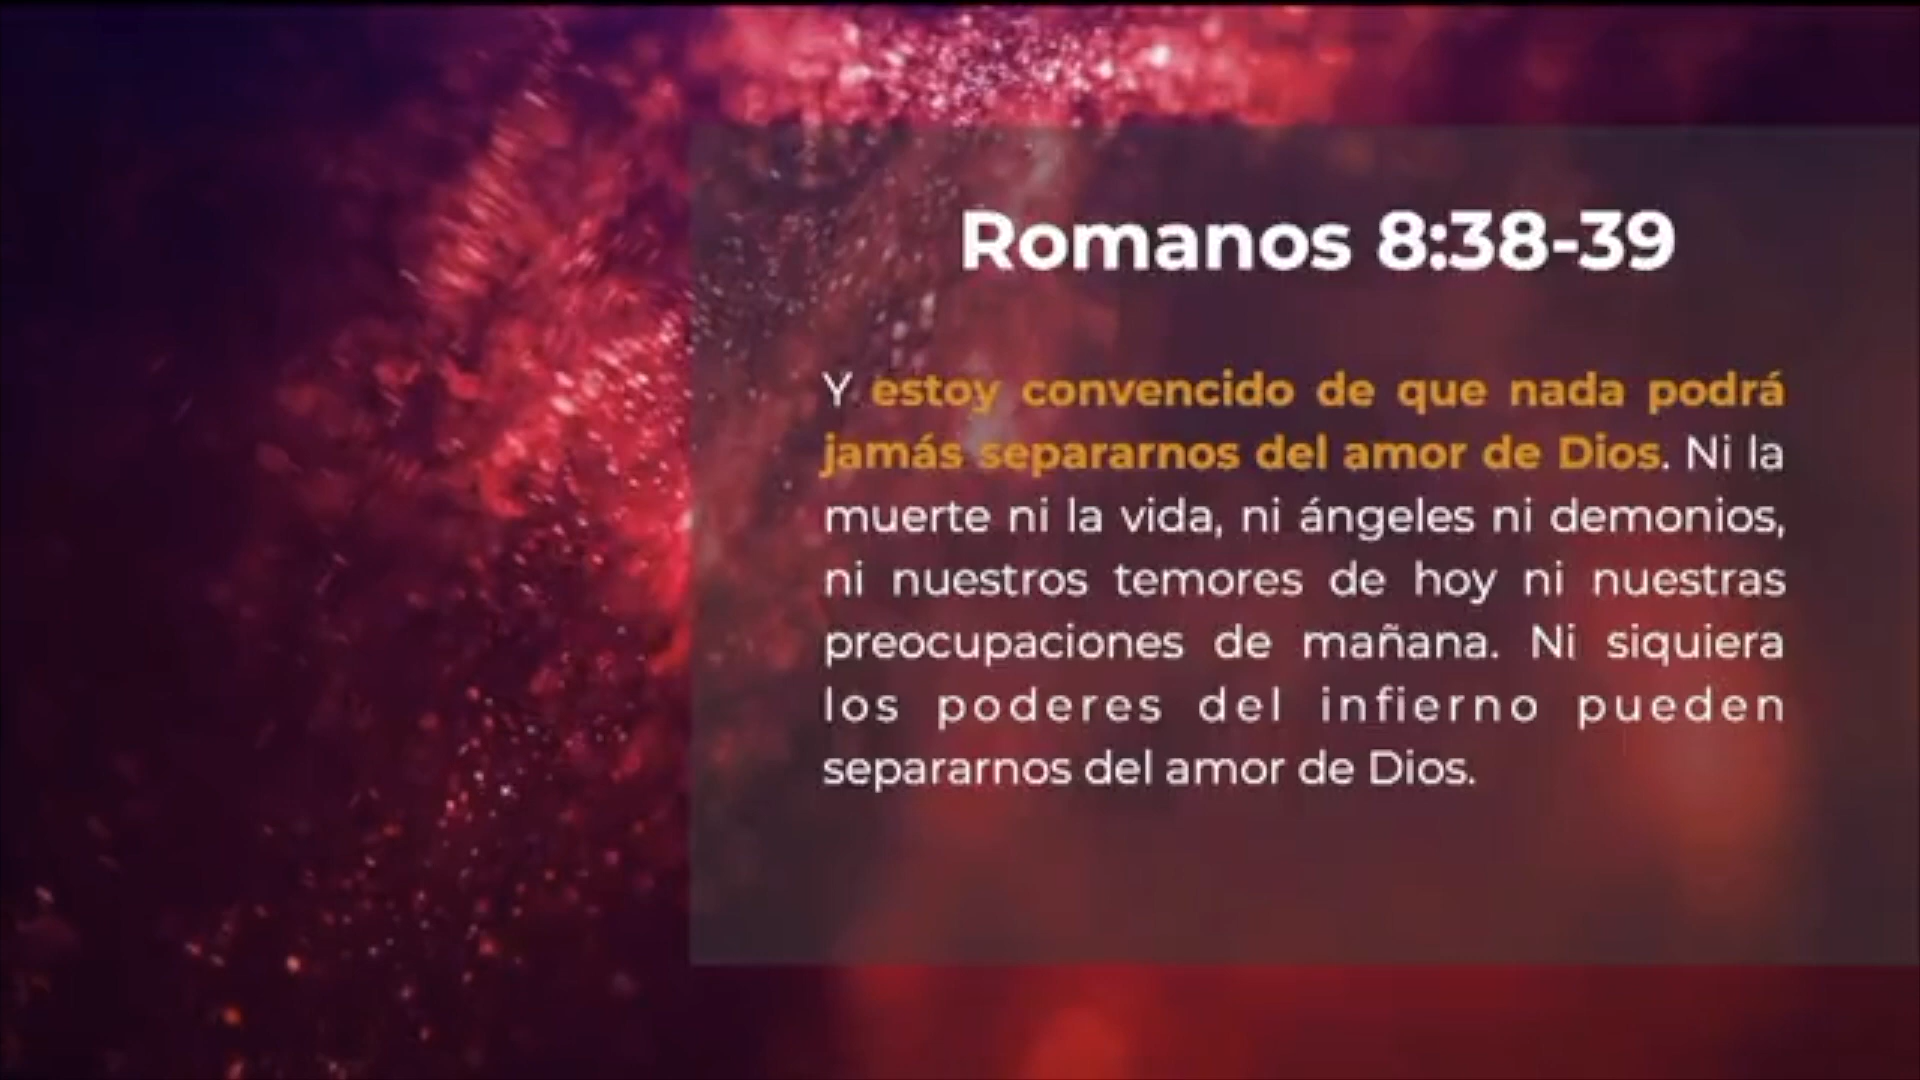 Romanos 8:38-39
Y estoy convencido de que nada podrá
jamás separarnos del amor de Dios. Ni la
muerte ni la vida, ni ángeles ni demonios,
ni nuestros temores de hoy ni nuestras
preocupaciones de mañana. Ni siquiera
los poderes del infierno pueden
separarnos del amor de Dios.